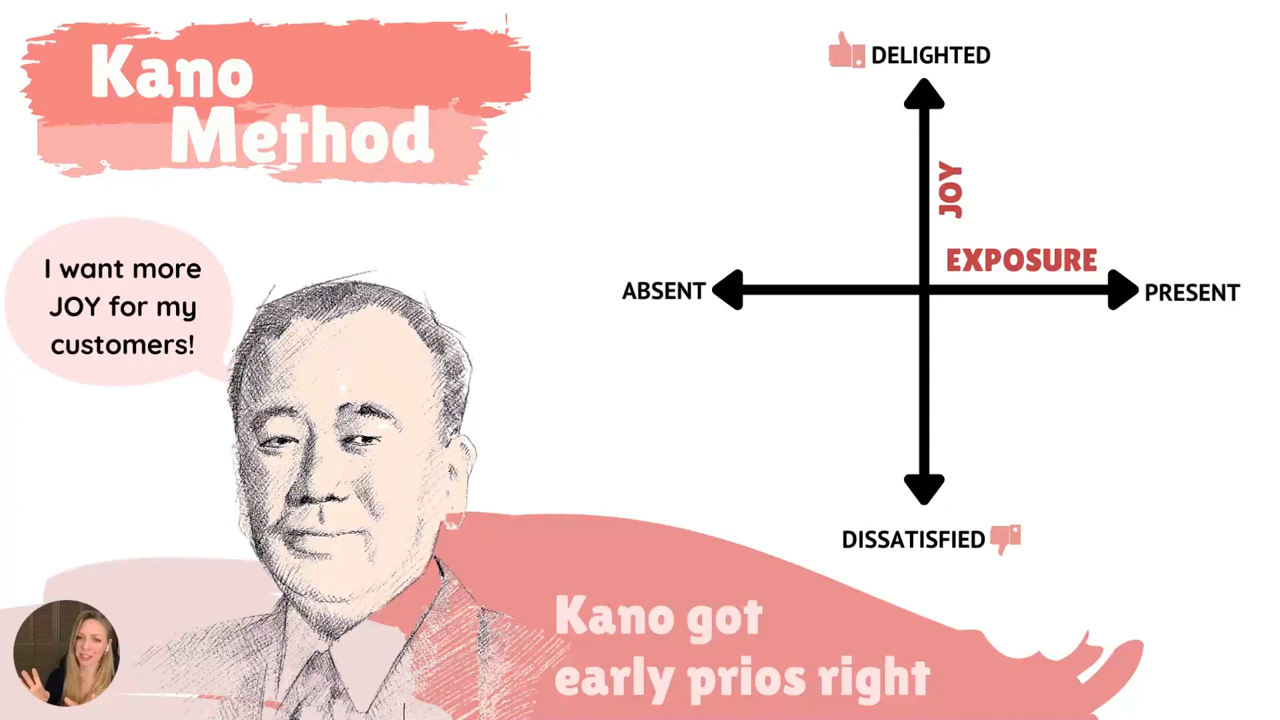 Kano
Method
I want more
JOY for my
customers!
DELIGHTED
JOY
EXPOSURE
ABSENT
PRESENT
DISSATISFIED
Kano got
early prios right